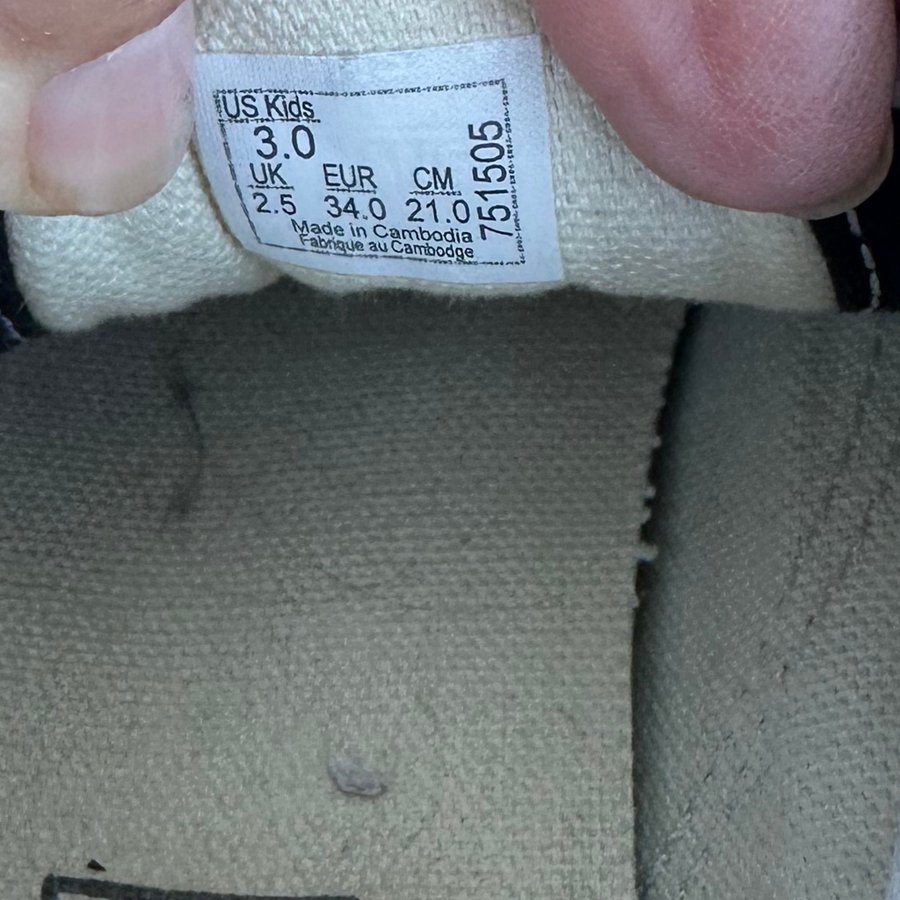 US Kids
3.0
UK EUR CM
2.5 34.0 21.0
Made in Cambodia
Fabrique au Cambodge
751505